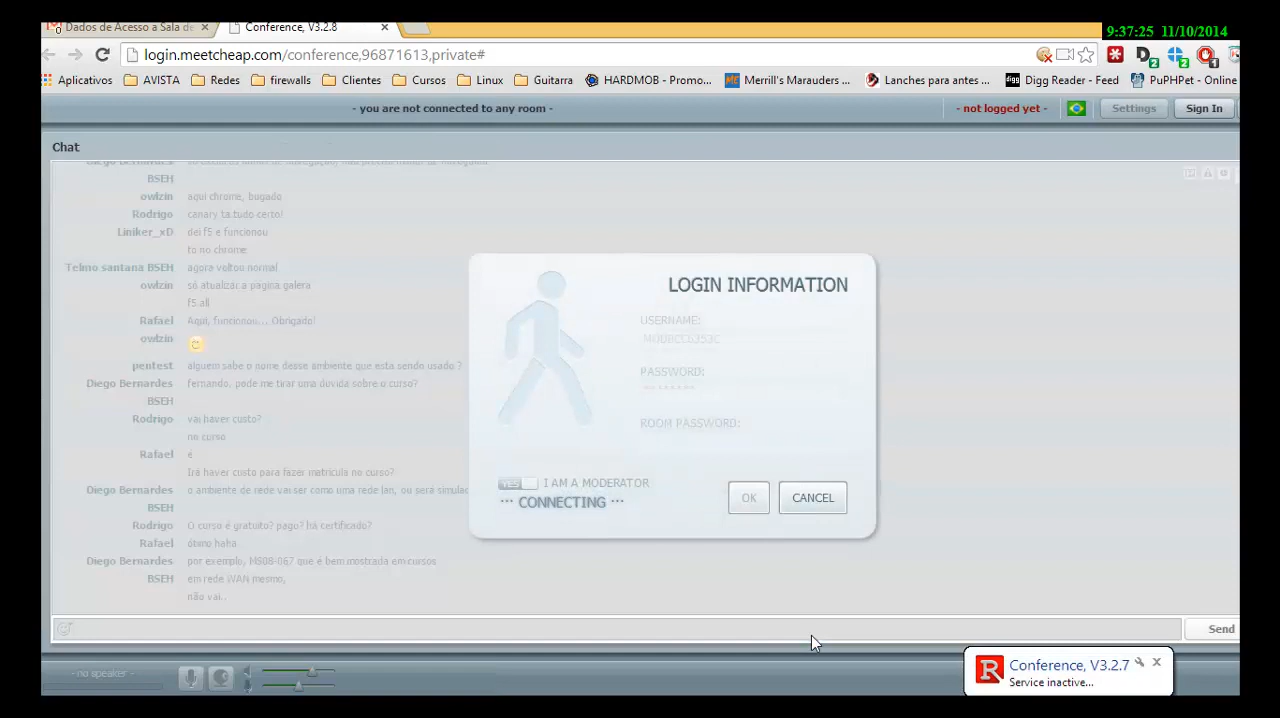 9:37:25 11/10/2014
Dados de Acesso a Sala de
Conference, V3.2.8
login.meetcheap.com/conference,96871613,private#
Aplicativos AVISTA Redes firewalls Clientes Cursos Linux Guitarra HARDMOB - Promo... Merrill's Marauders ... Lanches para antes ... Digg Reader - Feed PuPHPet - Online
- you are not connected to any room -
- not logged yet - Settings Sign In
Chat
Diego Bernardes
BSEH
owlzin aqui chrome, bugado
Rodrigo canary ta tudo certo!
Liniker_xD dei f5 e funcionou
to no chrome
Telmo santana BSEH agora voltou normal
owlzin só atualizar a pagina galera
f5 all
Rafael Aqui, funcionou... Obrigado!
owlzin
pentest alguem sabe o nome desse ambiente que esta sendo usado ?
Diego Bernardes fernando, pode me tirar uma dúvida sobre o curso?
BSEH
Rodrigo vai haver custo?
no curso
Rafael é
Irá haver custo para fazer matricula no curso?
Diego Bernardes o ambiente de rede vai ser como uma rede lan, ou será simulac
BSEH
Rodrigo O curso é gratuito? pago? há certificado?
Rafael ótimo haha
Diego Bernardes por exemplo, MS08-067 que é bem mostrada em cursos
BSEH em rede WAN mesmo,
não vai..
LOGIN INFORMATION
USERNAME:
PASSWORD:
********
ROOM PASSWORD:
YES I AM A MODERATOR
... CONNECTING ...
OK CANCEL
Send
- no speaker -
Conference, V3.2.7
Service inactive...